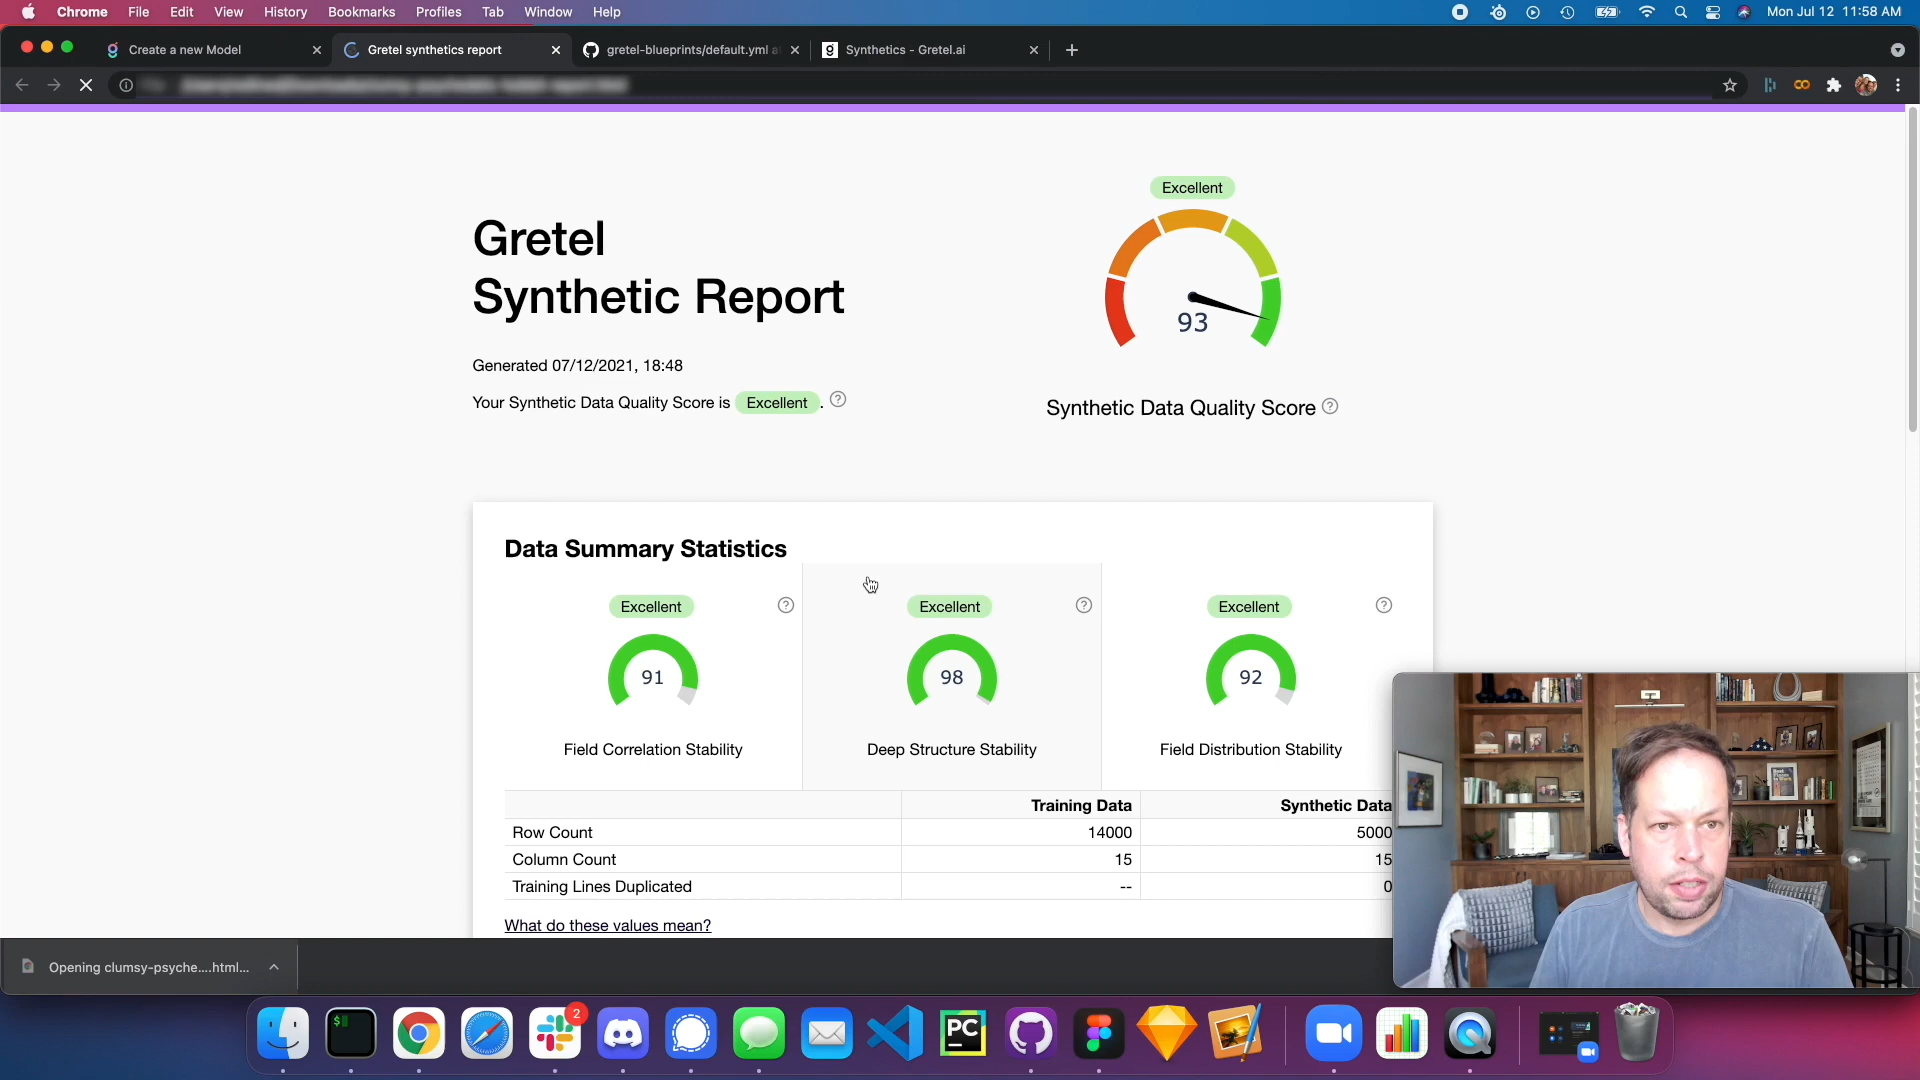 Chrome File Edit View History Bookmarks Profiles Tab Window Help Mon Jul 12 11:58 AM
Create a new Model Gretel synthetics report gretel-blueprints/default.yml a Synthetics - Gretel.ai
Excellent
Gretel
Synthetic Report
93
Generated 07/12/2021, 18:48
Your Synthetic Data Quality Score is Excellent .
Synthetic Data Quality Score
Data Summary Statistics
Excellent Excellent Excellent
91 98 92
Field Correlation Stability Deep Structure Stability Field Distribution Stability
Training Data Synthetic Data
Row Count 14000 5000
Column Count 15 15
Training Lines Duplicated -- 0
What do these values mean?
Opening clumsy-psyche....html...
2
$
PC